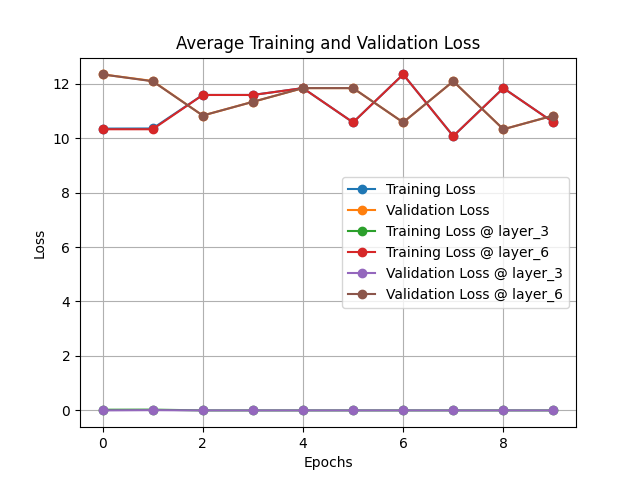 Average Training and Validation Loss
Loss
12
10
8
6
4
2
0
Training Loss
Validation Loss
Training Loss @ layer_3
Training Loss @ layer_6
Validation Loss @ layer_3
Validation Loss @ layer_6
0 2 4 6 8
Epochs